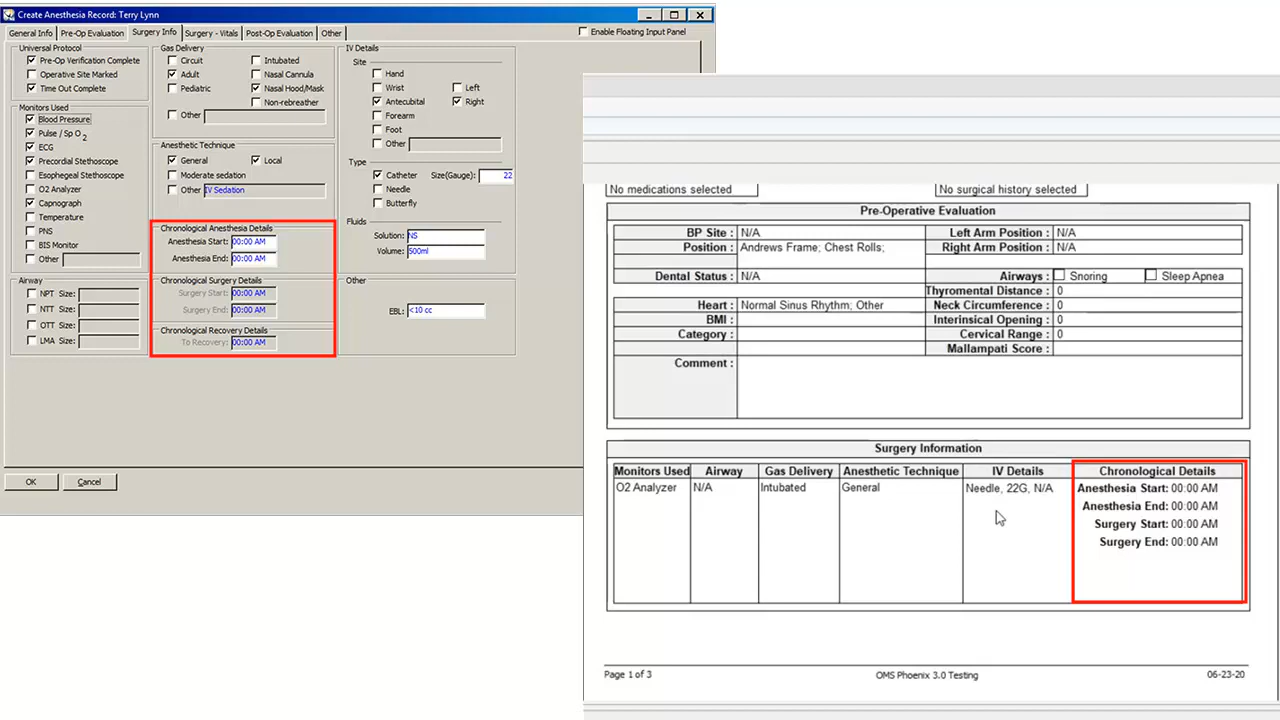 Create Anesthesia Record: Terry Lynn
General Info Pre-Op Evaluation Surgery Info Surgery - Vitals Post-Op Evaluation Other
Enable Floating Input Panel
Universal Protocol
Pre-Op Verification Complete
Operative Site Marked
Time Out Complete
Monitors Used
Blood Pressure
Pulse / Sp O2
ECG
Precordial Stethoscope
Esophegeal Stethoscope
O2 Analyzer
Capnograph
Temperature
PNS
BIS Monitor
Other
Airway
NPT Size:
NTT Size:
OTT Size:
LMA Size:
Gas Delivery
Circuit Intubated
Adult Nasal Cannula
Pediatric Nasal Hood/Mask
Non-rebreather
Other
Anesthetic Technique
General Local
Moderate sedation
Other IV Sedation
Chronological Anesthesia Details
Anesthesia Start: 00:00 AM
Anesthesia End: 00:00 AM
Chronological Surgery Details
Surgery Start: 00:00 AM
Surgery End: 00:00 AM
Chronological Recovery Details
To Recovery: 00:00 AM
IV Details
Site
Hand
Wrist Left
Antecubital Right
Forearm
Foot
Other
Type
Catheter Size(Gauge): 22
Needle
Butterfly
Fluids
Solution: NS
Volume: 500ml
Other
EBL: <10 cc
OK Cancel
No medications selected No surgical history selected
Pre-Operative Evaluation
BP Site : N/A Left Arm Position : N/A
Position : Andrews Frame; Chest Rolls; Right Arm Position : N/A
Dental Status : N/A Airways : Snoring Sleep Apnea
Thyromental Distance : 0
Heart : Normal Sinus Rhythm; Other Neck Circumference : 0
BMI : Interinsical Opening : 0
Category : Cervical Range : 0
Mallampati Score :
Comment :
Surgery Information
Monitors Used Airway Gas Delivery Anesthetic Technique IV Details Chronological Details
O2 Analyzer N/A Intubated General Needle, 22G, N/A Anesthesia Start: 00:00 AM
Anesthesia End: 00:00 AM
Surgery Start: 00:00 AM
Surgery End: 00:00 AM
Page 1 of 3 OMS Phoenix 3.0 Testing 06-23-20